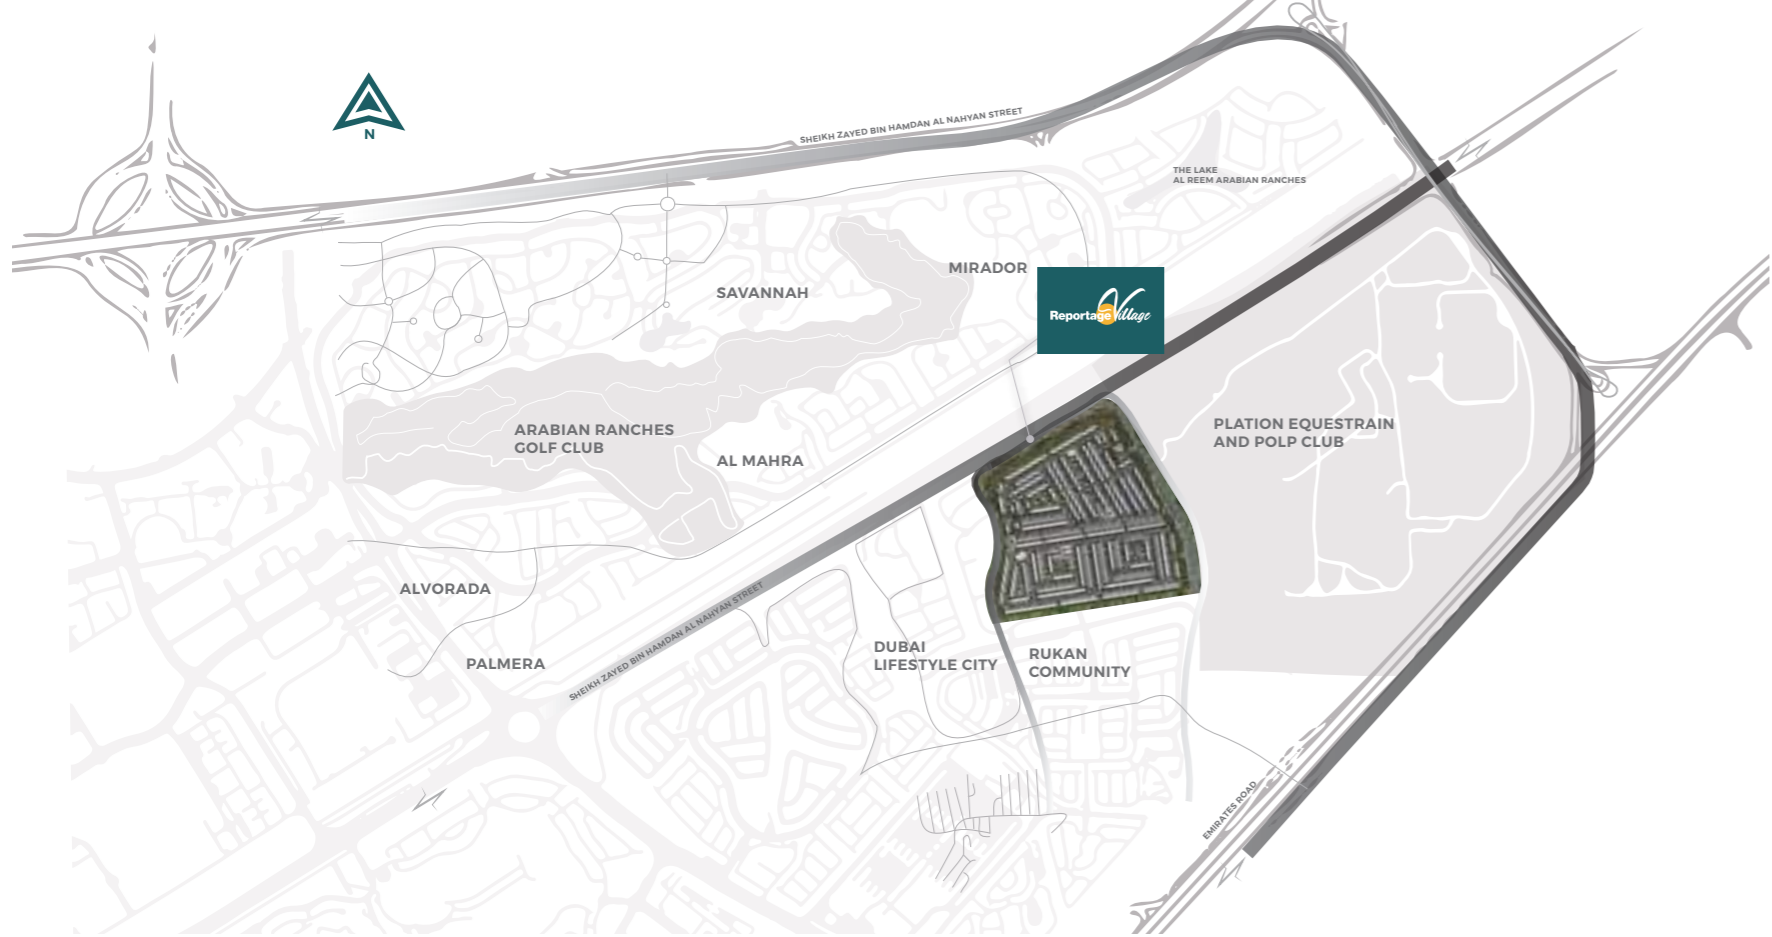 N
SHEIKH ZAYED BIN HAMDAN AL NAHYAN STREET
THE LAKE
AL REEM ARABIAN RANCHES
MIRADOR
SAVANNAH
Reportage Village
ARABIAN RANCHES
GOLF CLUB
PLATION EQUESTRAIN
AND POLP CLUB
AL MAHRA
ALVORADA
SHEIKH ZAYED BIN HAMDAN AL NAHYAN STREET
PALMERA
DUBAI
LIFESTYLE CITY
RUKAN
COMMUNITY
EMIRATES ROAD